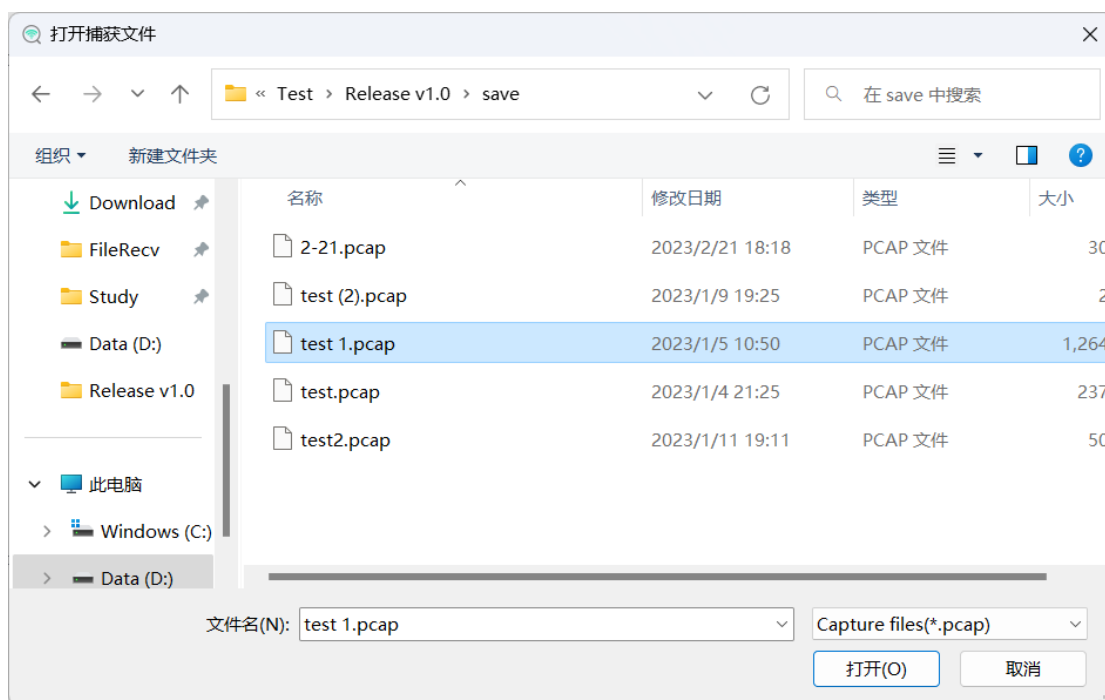 打开捕获文件
« Test › Release v1.0 › save
在 save 中搜索
组织 新建文件夹
名称 修改日期 类型 大小
Download
FileRecv
Study
Data (D:)
Release v1.0
此电脑
Windows (C:)
Data (D:)
2-21.pcap 2023/2/21 18:18 PCAP 文件 30
test (2).pcap 2023/1/9 19:25 PCAP 文件 2
test 1.pcap 2023/1/5 10:50 PCAP 文件 1,264
test.pcap 2023/1/4 21:25 PCAP 文件 237
test2.pcap 2023/1/11 19:11 PCAP 文件 50
文件名(N): test 1.pcap Capture files(*.pcap)
打开(O) 取消